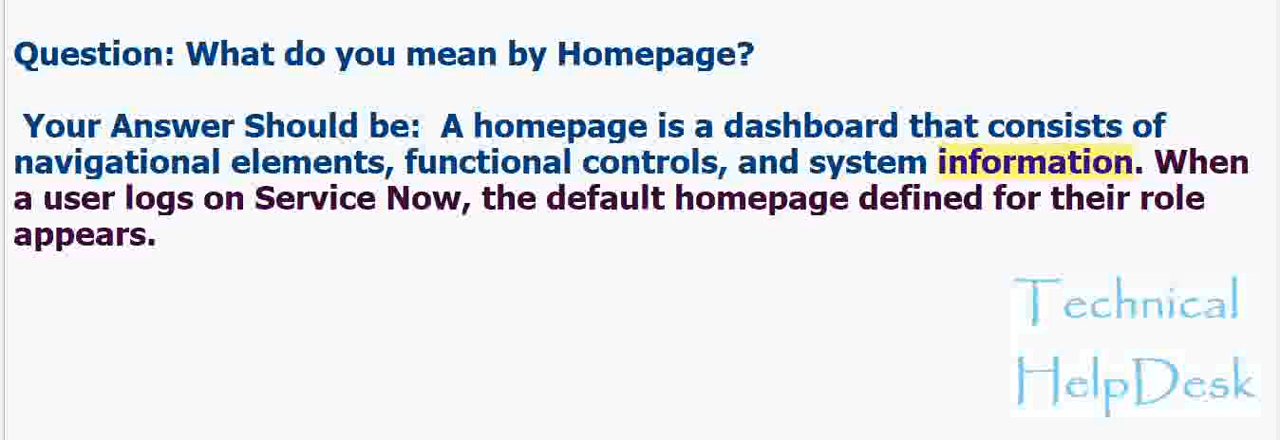 Question: What do you mean by Homepage?
Your Answer Should be: A homepage is a dashboard that consists of
navigational elements, functional controls, and system information. When
a user logs on Service Now, the default homepage defined for their role
appears.
Technical
HelpDesk